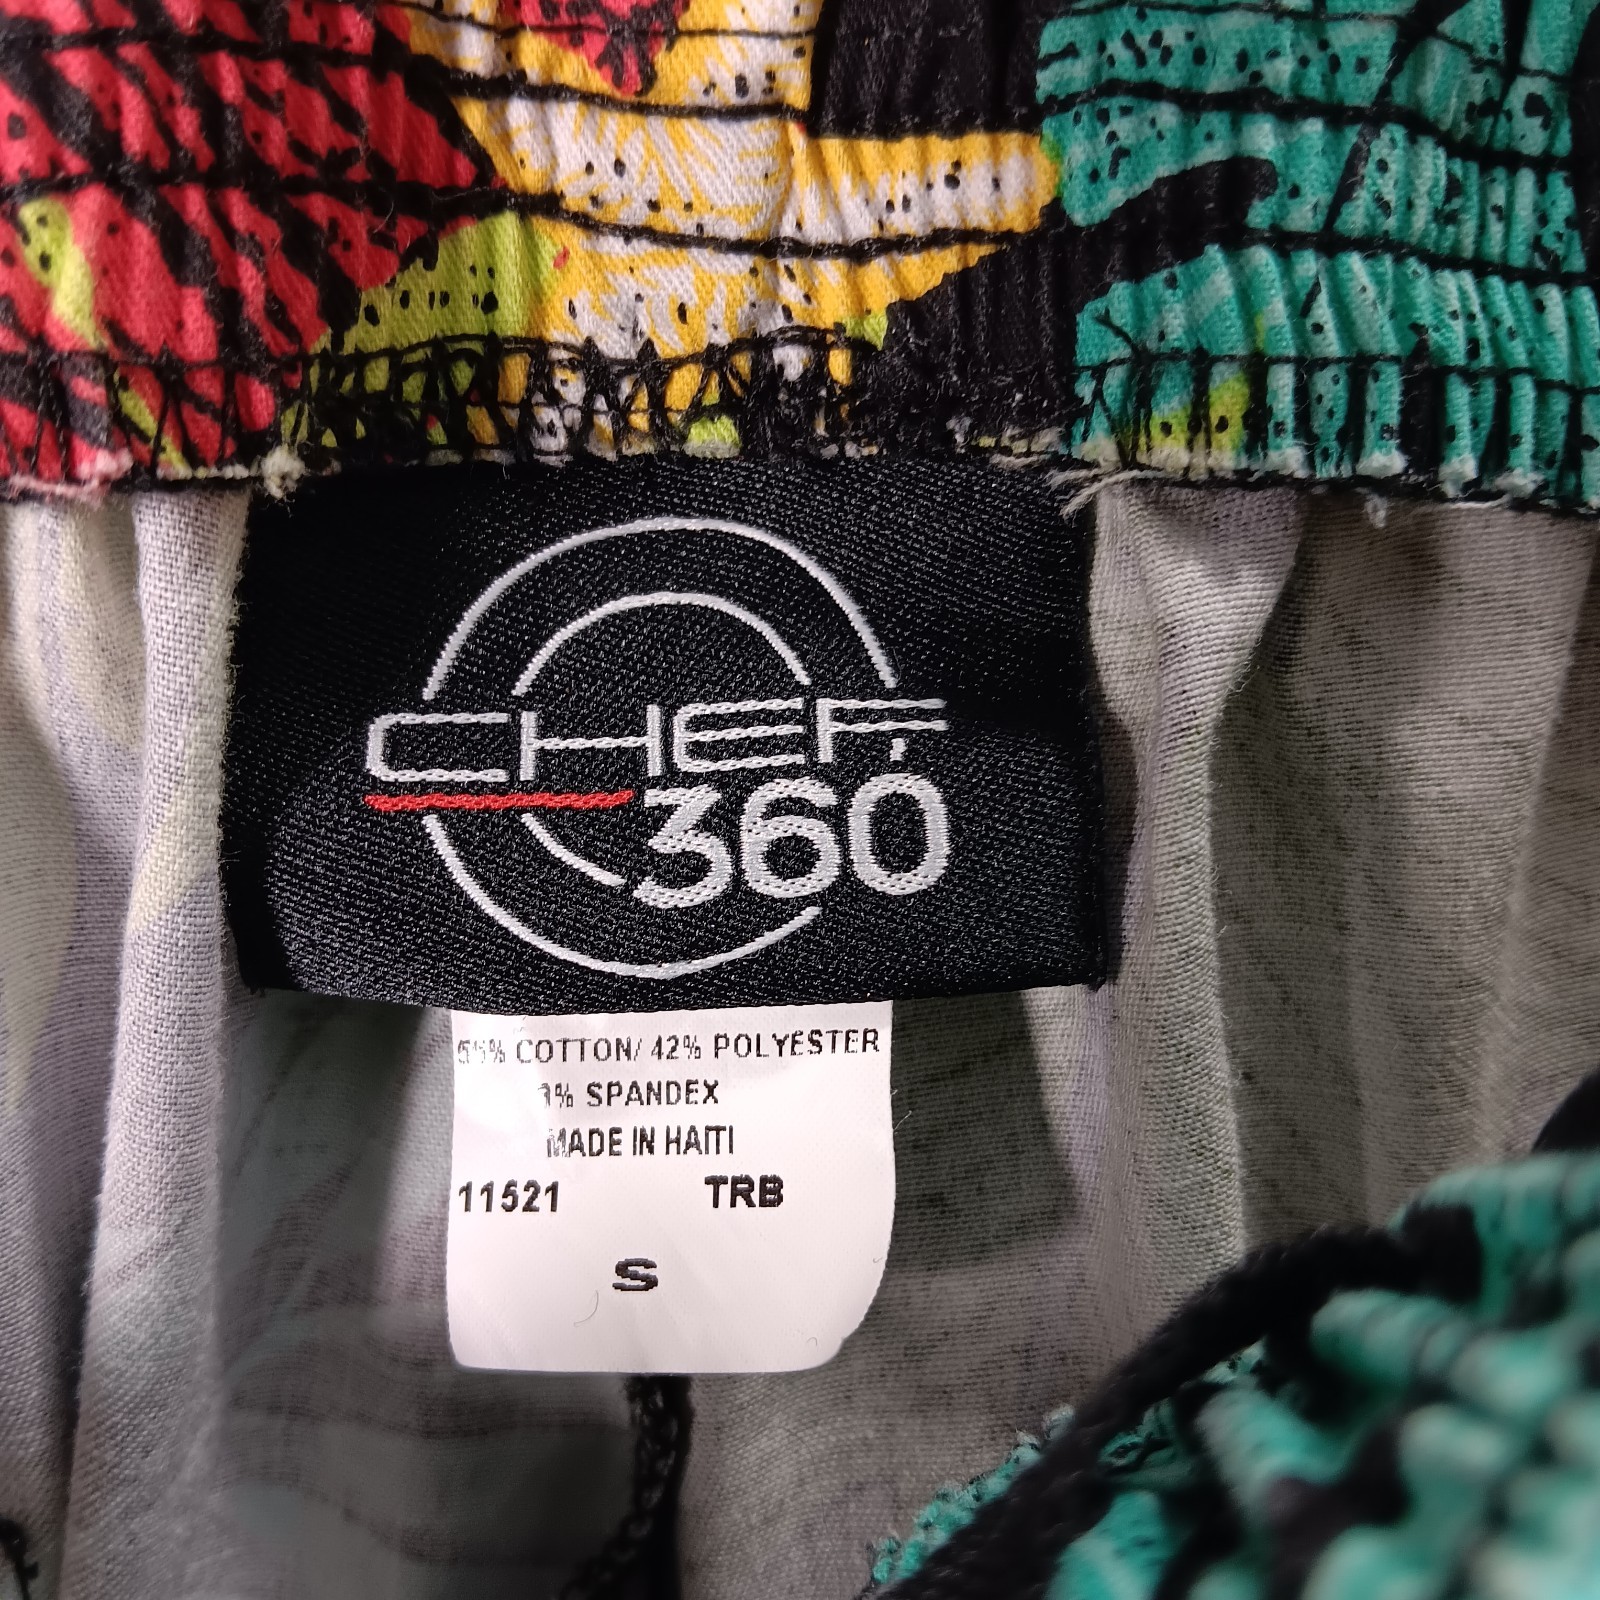 CHEF
360
COTTON/ 42% POLYESTER
SPANDEX
MADE IN HAITI
11521 TRB
S